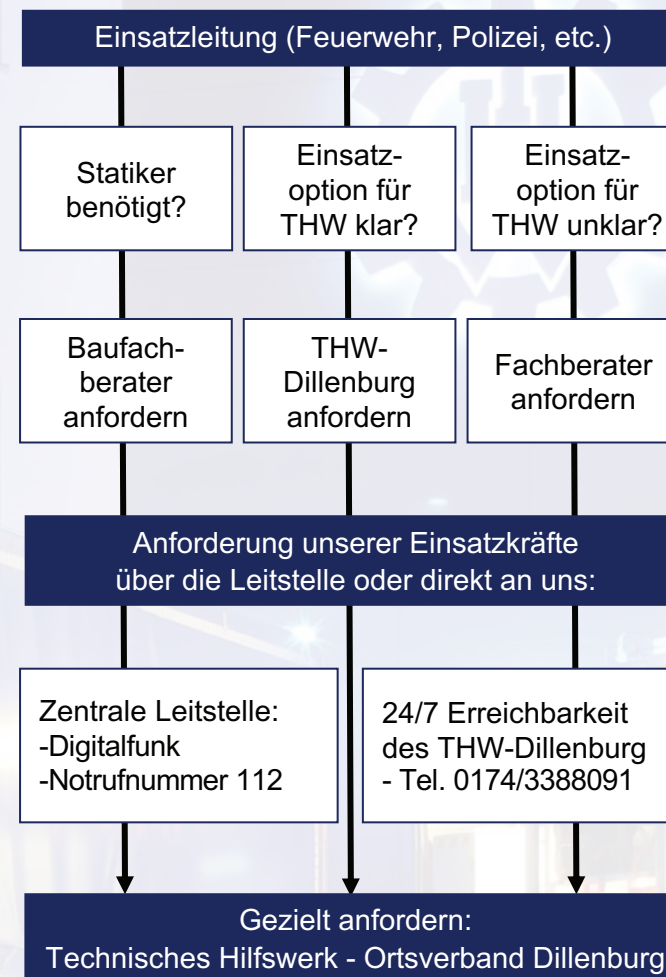 Einsatzleitung (Feuerwehr, Polizei, etc.)
Statiker
benötigt?
Einsatz-
option für
THW klar?
Einsatz-
option für
THW unklar?
Baufach-
berater
anfordern
THW-
Dillenburg
anfordern
Fachberater
anfordern
Anforderung unserer Einsatzkräfte
über die Leitstelle oder direkt an uns:
Zentrale Leitstelle:
-Digitalfunk
-Notrufnummer 112
24/7 Erreichbarkeit
des THW-Dillenburg
- Tel. 0174/3388091
Gezielt anfordern:
Technisches Hilfswerk - Ortsverband Dillenburg